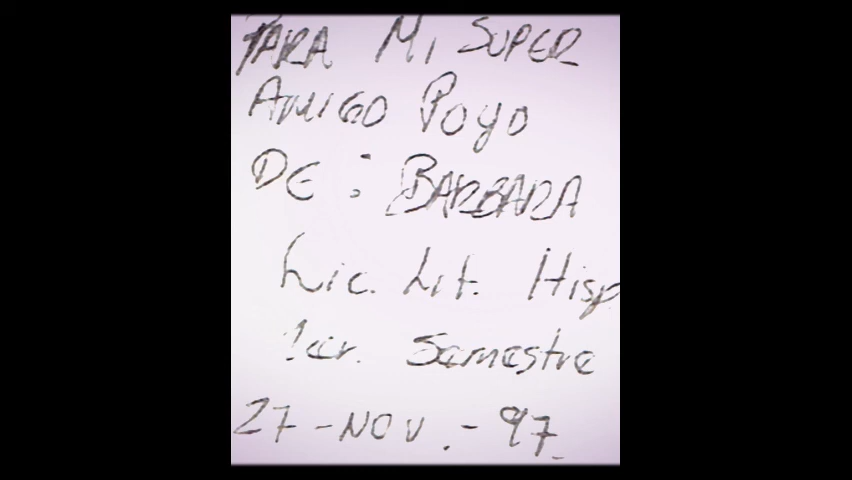 PARA MI SUPER
AMIGO POYO
DE: BARBARA
Lic. Lit. Hisp
1er. Semestre
27-NOV.-97